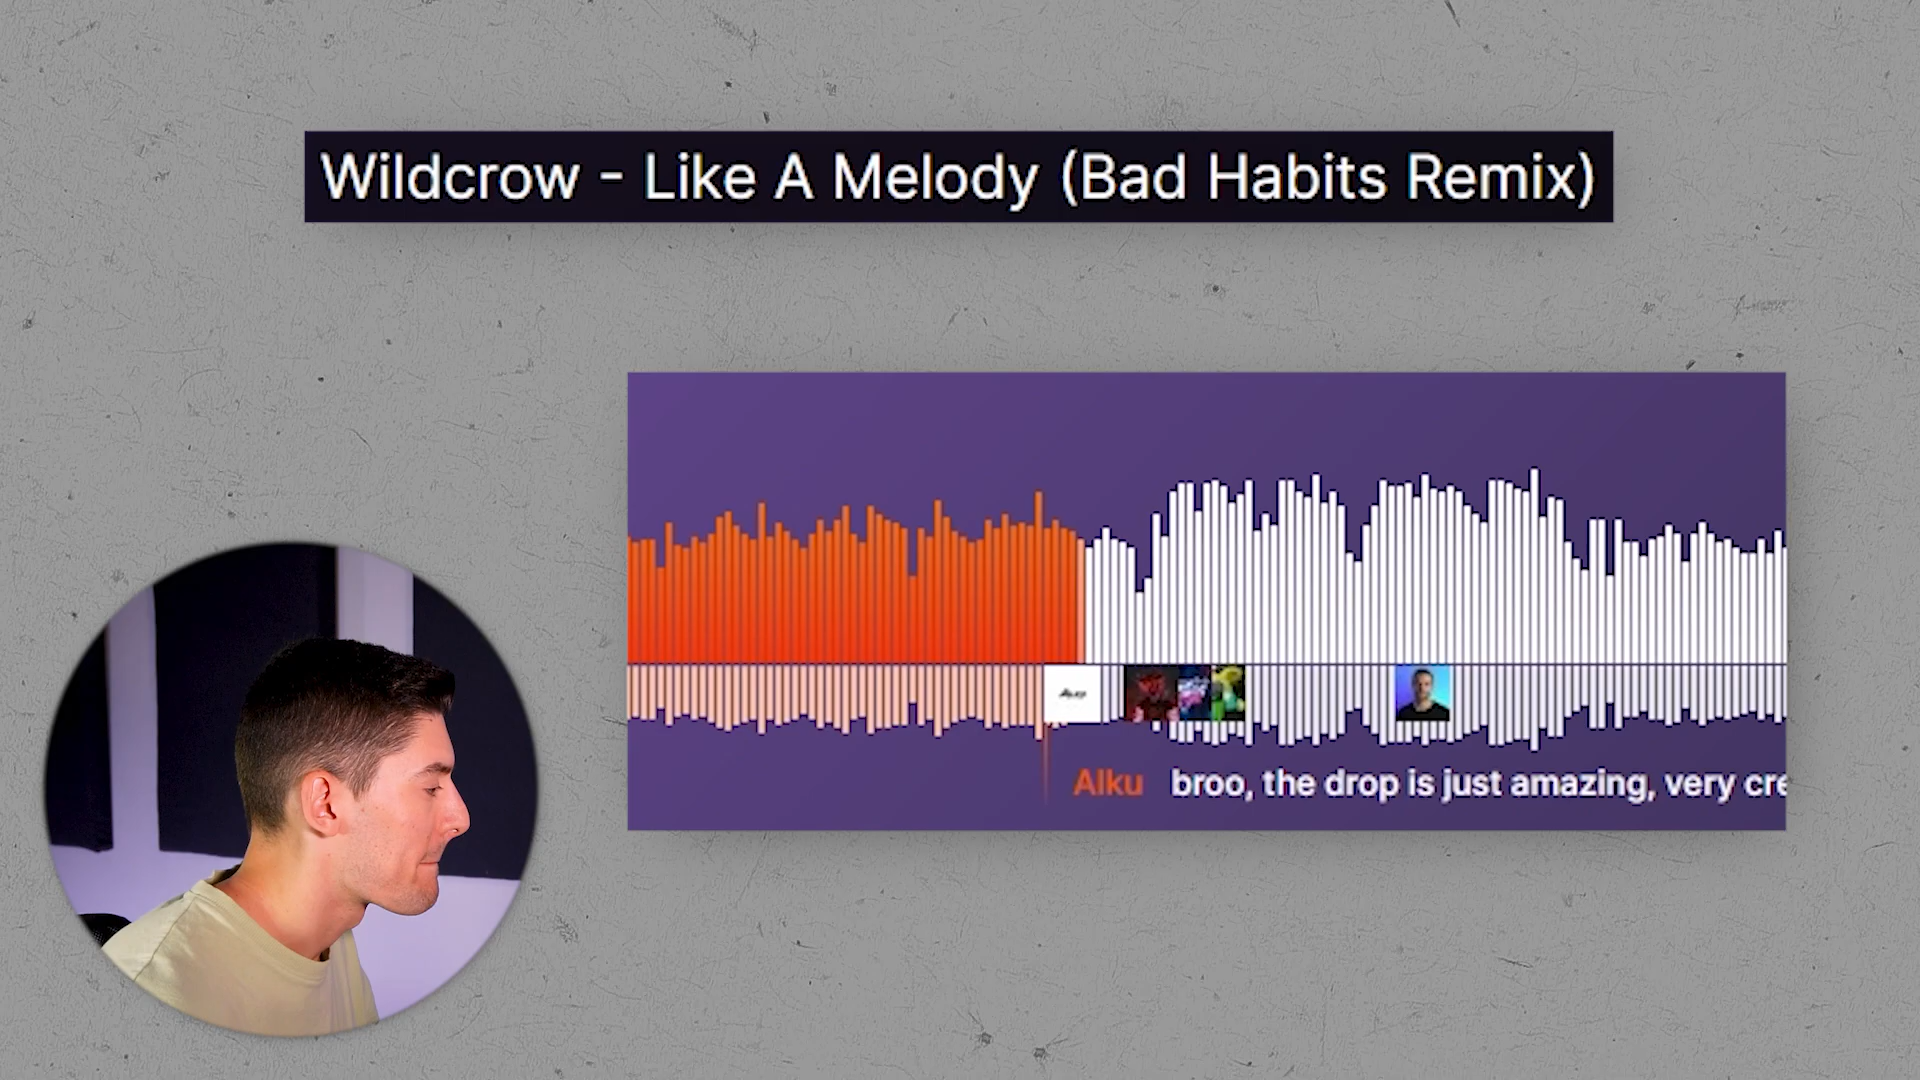 Wildcrow - Like A Melody (Bad Habits Remix)
Alku broo, the drop is just amazing, very cre